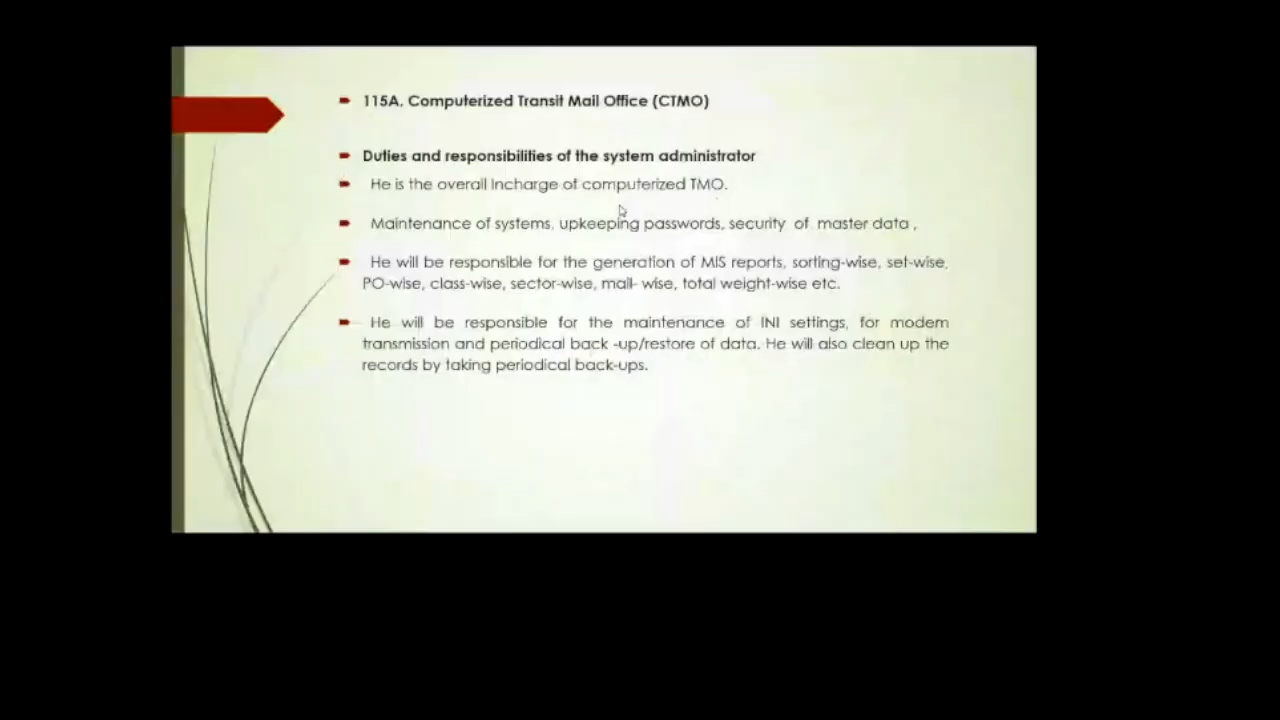 115A. Computerized Transit Mail Office (CTMO)
Duties and responsibilities of the system administrator
He is the overall Incharge of computerized TMO.
Maintenance of systems, upkeeping passwords, security of master data ,
He will be responsible for the generation of MIS reports, sorting-wise, set-wise,
PO-wise, class-wise, sector-wise, mail- wise, total weight-wise etc.
He will be responsible for the maintenance of INI settings, for modem
transmission and periodical back -up/restore of data. He will also clean up the
records by taking periodical back-ups.